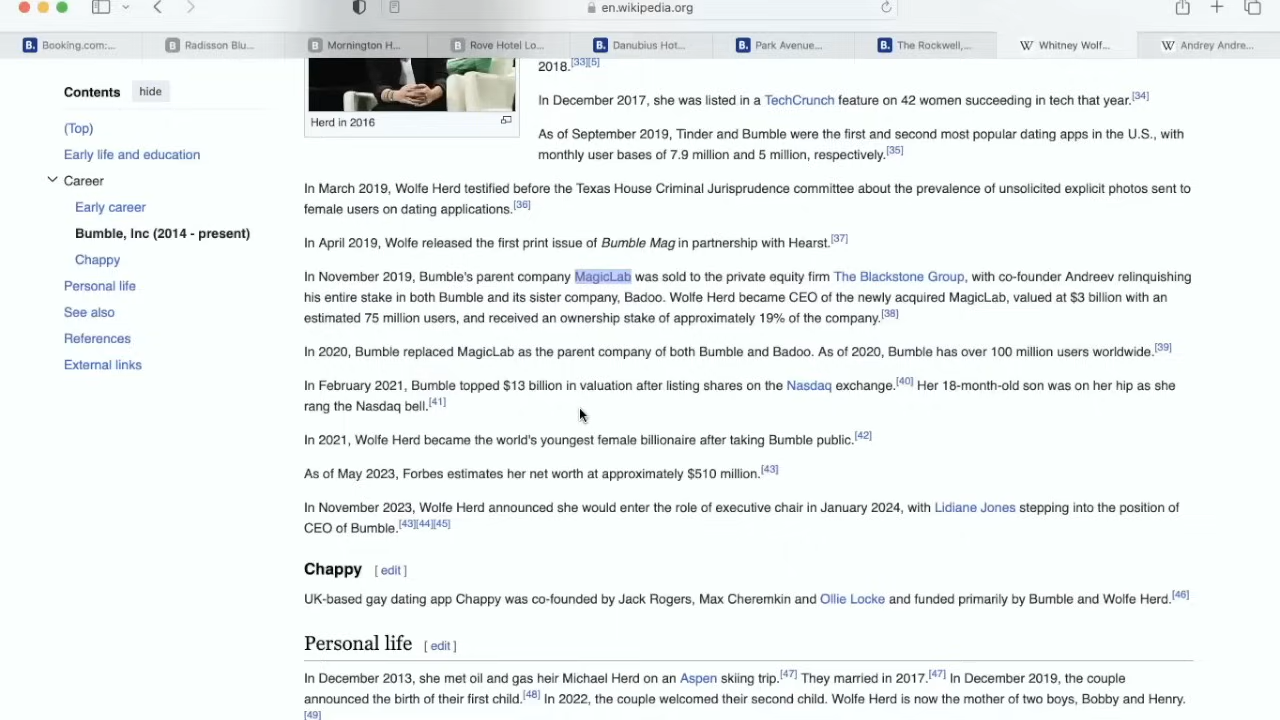 en.wikipedia.org
Booking.com:...
Radisson Blu...
Mornington H...
Rove Hotel Lo...
Danubius Hot...
Park Avenue...
The Rockwell,...
Whitney Wolf...
Andrey Andre...
Contents
hide
(Top)
Early life and education
Career
Early career
Bumble, Inc (2014 - present)
Chappy
Personal life
See also
References
External links
Herd in 2016
2018.[33][5]
In December 2017, she was listed in a TechCrunch feature on 42 women succeeding in tech that year.[34]
As of September 2019, Tinder and Bumble were the first and second most popular dating apps in the U.S., with
monthly user bases of 7.9 million and 5 million, respectively.[35]
In March 2019, Wolfe Herd testified before the Texas House Criminal Jurisprudence committee about the prevalence of unsolicited explicit photos sent to
female users on dating applications.[36]
In April 2019, Wolfe released the first print issue of Bumble Mag in partnership with Hearst.[37]
In November 2019, Bumble's parent company MagicLab was sold to the private equity firm The Blackstone Group, with co-founder Andreev relinquishing
his entire stake in both Bumble and its sister company, Badoo. Wolfe Herd became CEO of the newly acquired MagicLab, valued at $3 billion with an
estimated 75 million users, and received an ownership stake of approximately 19% of the company.[38]
In 2020, Bumble replaced MagicLab as the parent company of both Bumble and Badoo. As of 2020, Bumble has over 100 million users worldwide.[39]
In February 2021, Bumble topped $13 billion in valuation after listing shares on the Nasdaq exchange.[40] Her 18-month-old son was on her hip as she
rang the Nasdaq bell.[41]
In 2021, Wolfe Herd became the world's youngest female billionaire after taking Bumble public.[42]
As of May 2023, Forbes estimates her net worth at approximately $510 million.[43]
In November 2023, Wolfe Herd announced she would enter the role of executive chair in January 2024, with Lidiane Jones stepping into the position of
CEO of Bumble.[43][44][45]
Chappy [ edit ]
UK-based gay dating app Chappy was co-founded by Jack Rogers, Max Cheremkin and Ollie Locke and funded primarily by Bumble and Wolfe Herd.[46]
Personal life [ edit ]
In December 2013, she met oil and gas heir Michael Herd on an Aspen skiing trip.[47] They married in 2017.[47] In December 2019, the couple
announced the birth of their first child.[48] In 2022, the couple welcomed their second child. Wolfe Herd is now the mother of two boys, Bobby and Henry.
[49]